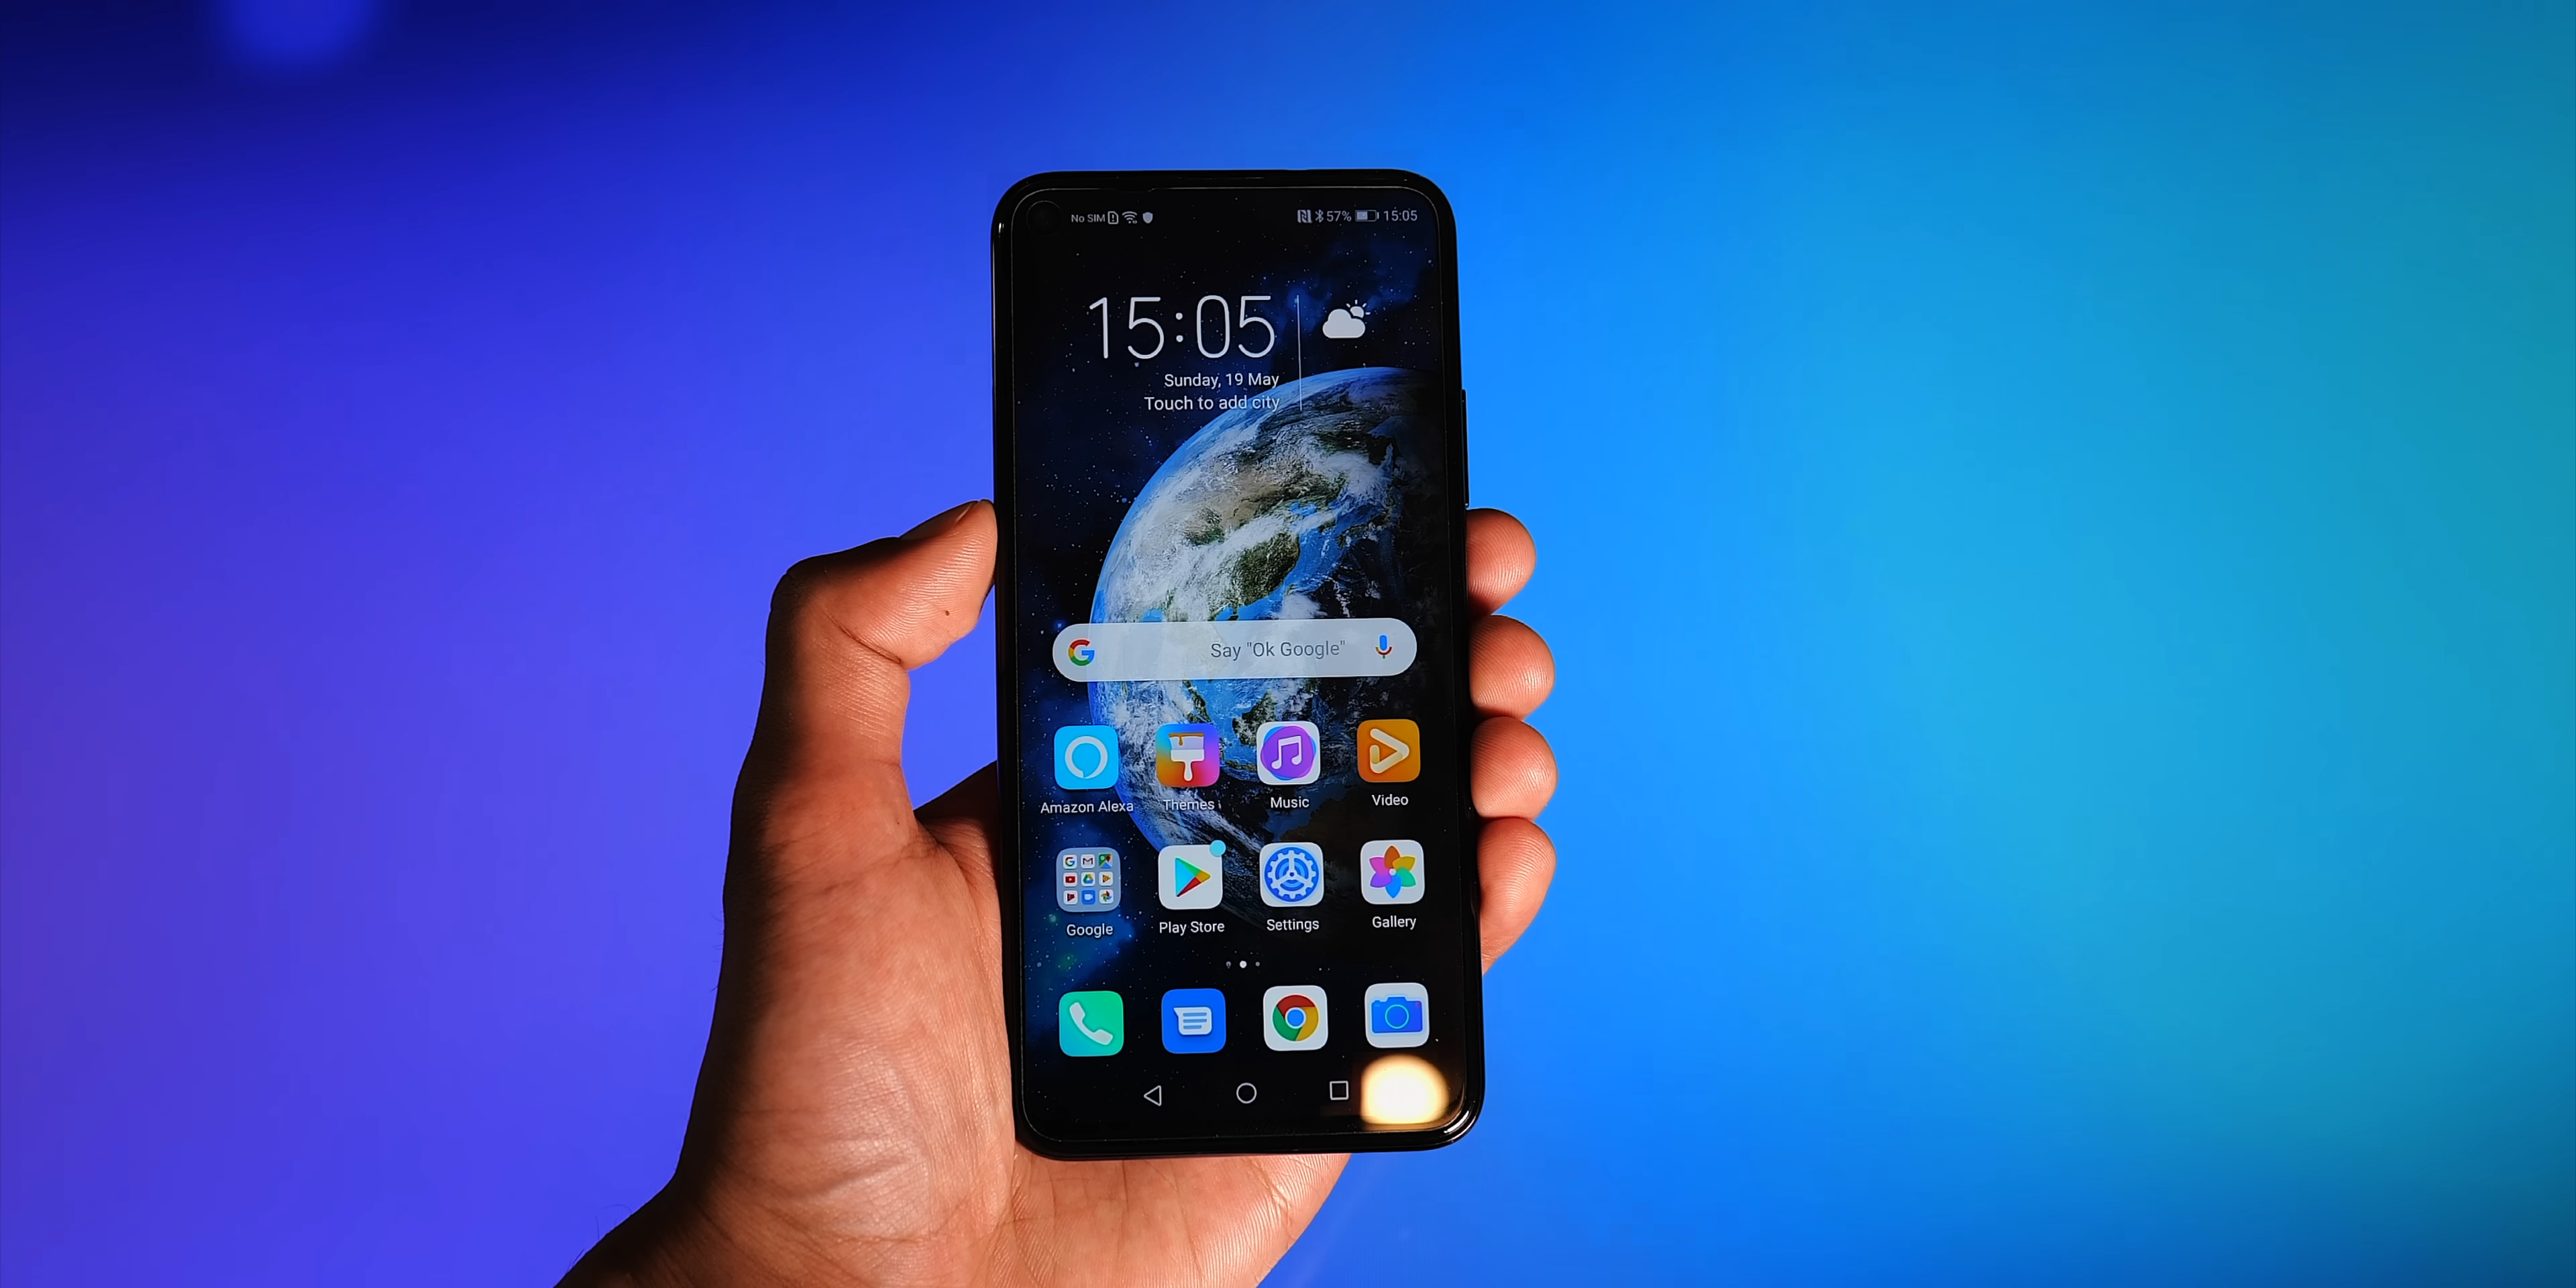 No SIM 57% 15:05
15:05
Sunday, 19 May
Touch to add city
Say "Ok Google"
Amazon Alexa Themes Music Video
Google Play Store Settings Gallery